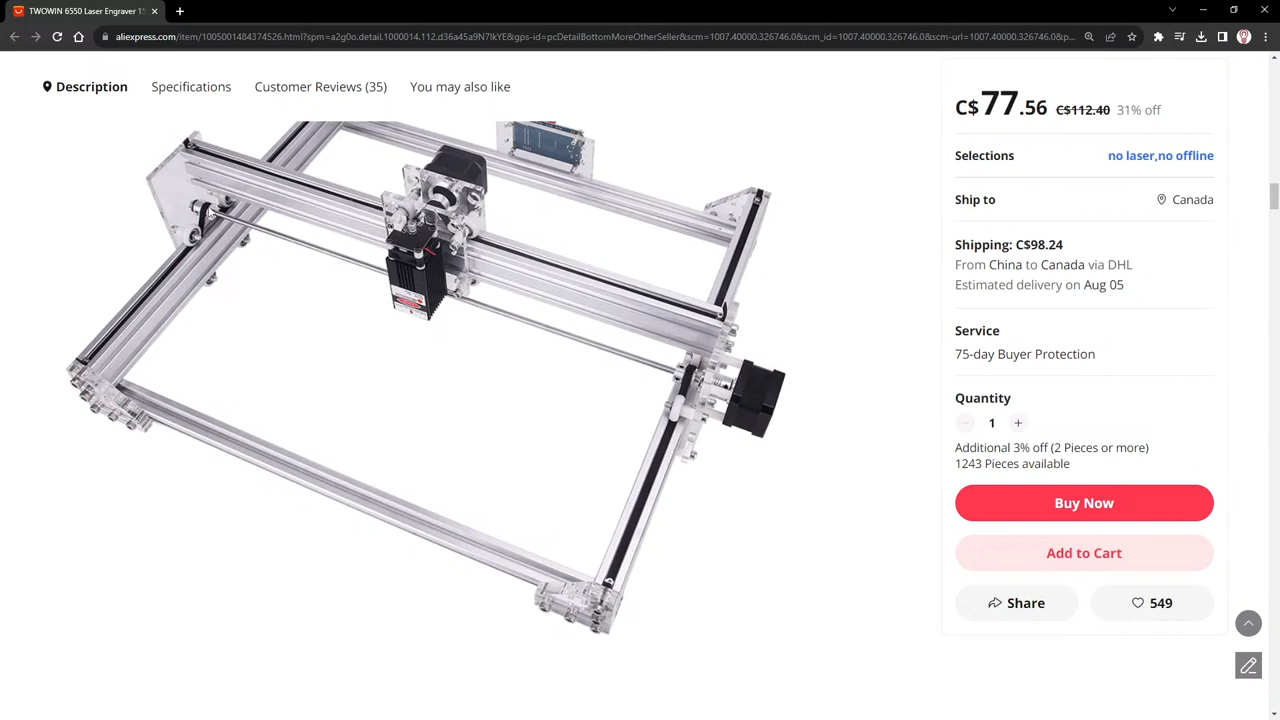 TWOWIN 6550 Laser Engraver 15
aliexpress.com/item/1005001484374526.html?spm=a2g0o.detail.1000014.112.d36a45a9N7lkYE&gps-id=pcDetailBottomMoreOtherSeller&scm=1007.40000.326746.0&scm_id=1007.40000.326746.0&scm-url=1007.40000.326746.0&p...
Description
Specifications
Customer Reviews (35)
You may also like
C$77.56 C$112.40 31% off
Selections
no laser,no offline
Ship to
Canada
Shipping: C$98.24
From China to Canada via DHL
Estimated delivery on Aug 05
Service
75-day Buyer Protection
Quantity
1
Additional 3% off (2 Pieces or more)
1243 Pieces available
Buy Now
Add to Cart
Share
549